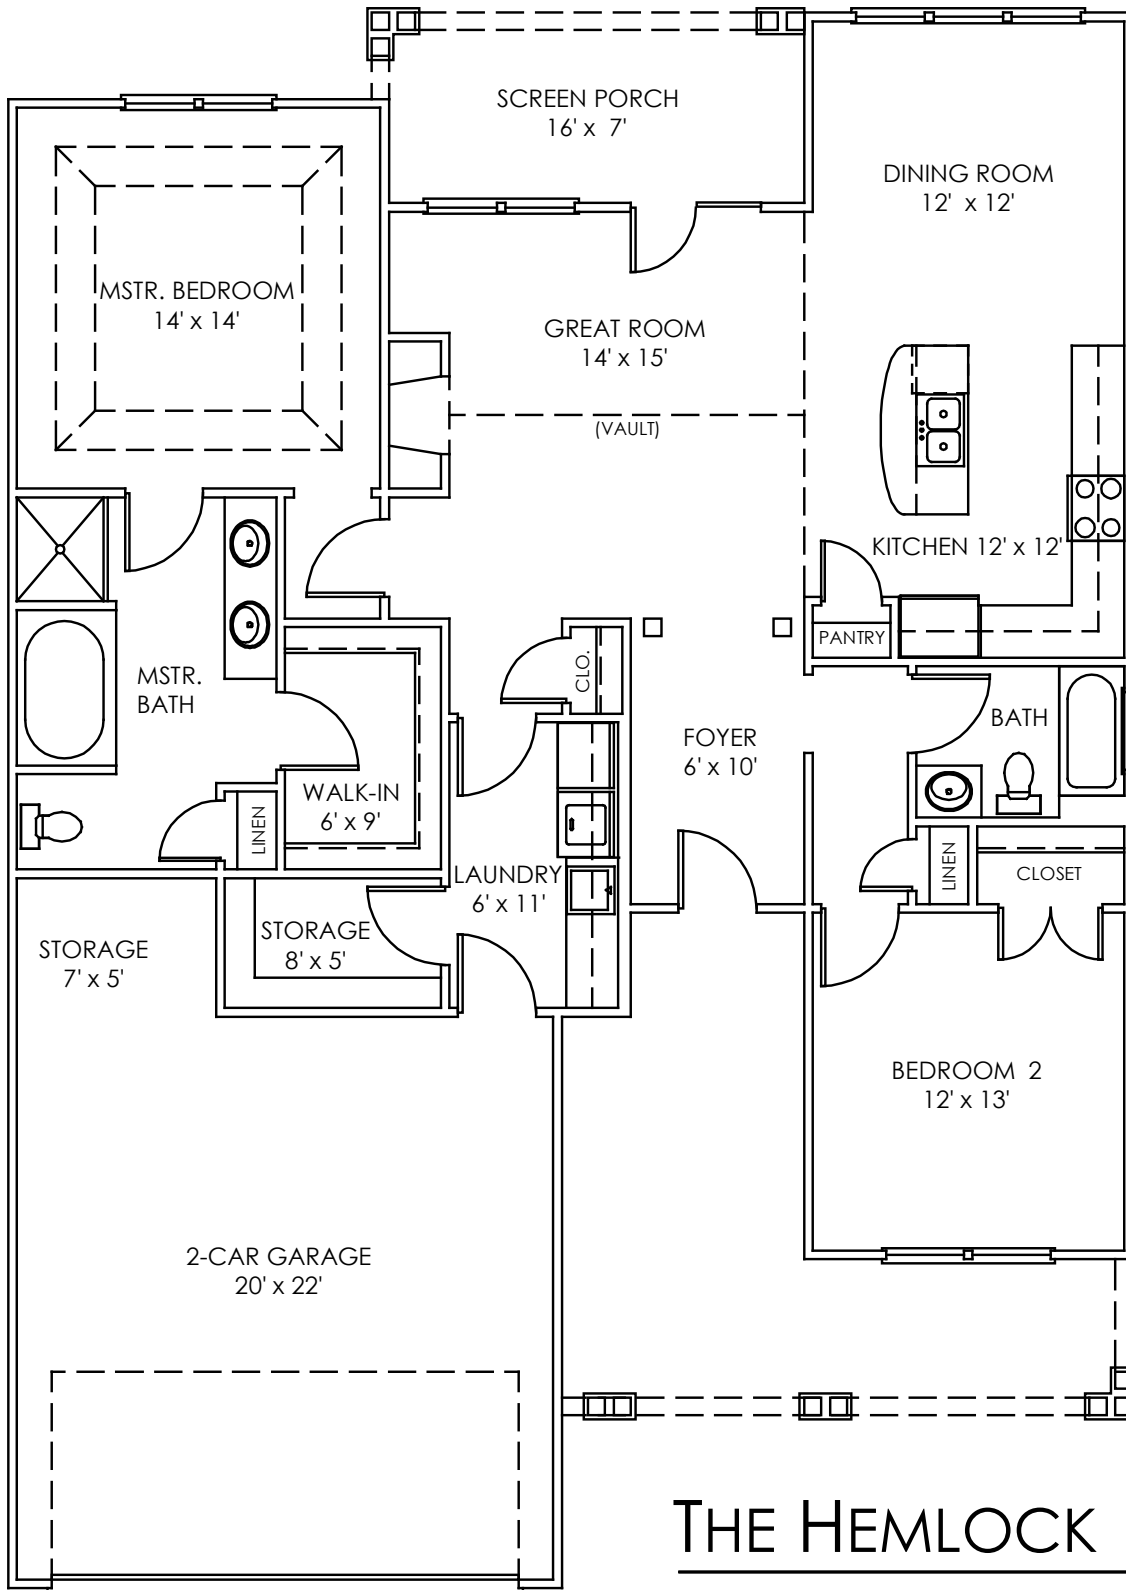 SCREEN PORCH
16' x 7'
DINING ROOM
12' x 12'
MSTR. BEDROOM
14' x 14'
GREAT ROOM
14' x 15'
(VAULT)
KITCHEN 12' x 12'
PANTRY
MSTR.
BATH
CLO.
FOYER
6' x 10'
BATH
WALK-IN
6' x 9'
LINEN
LAUNDRY
6' x 11'
LINEN
CLOSET
STORAGE
7' x 5'
STORAGE
8' x 5'
BEDROOM 2
12' x 13'
2-CAR GARAGE
20' x 22'
THE HEMLOCK